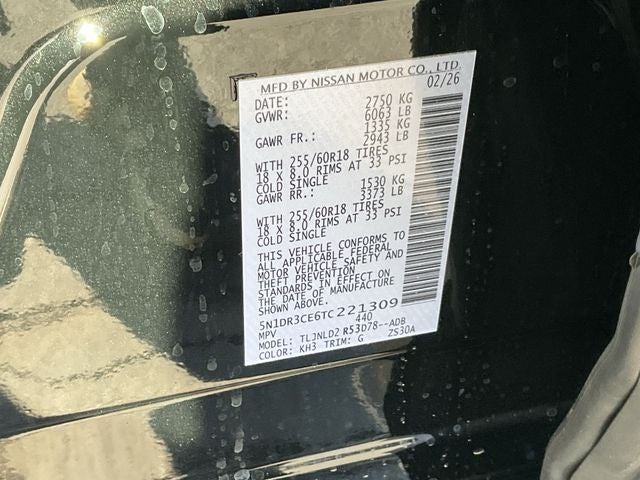 MFD BY NISSAN MOTOR CO., LTD.
DATE: 02/26
GVWR: 2750 KG
6063 LB
GAWR FR.: 1335 KG
2943 LB
WITH 255/60R18 TIRES
18 X 8.0 RIMS AT 33 PSI
COLD SINGLE
GAWR RR.: 1530 KG
3373 LB
WITH 255/60R18 TIRES
18 X 8.0 RIMS AT 33 PSI
COLD SINGLE
THIS VEHICLE CONFORMS TO
ALL APPLICABLE FEDERAL
MOTOR VEHICLE SAFETY AND
THEFT PREVENTION
STANDARDS IN EFFECT ON
THE DATE OF MANUFACTURE
SHOWN ABOVE.
5N1DR3CE6TC221309
MPV 440
MODEL: TLJNLD2 R53D78--ADB
COLOR: KH3 TRIM: G ZS30A